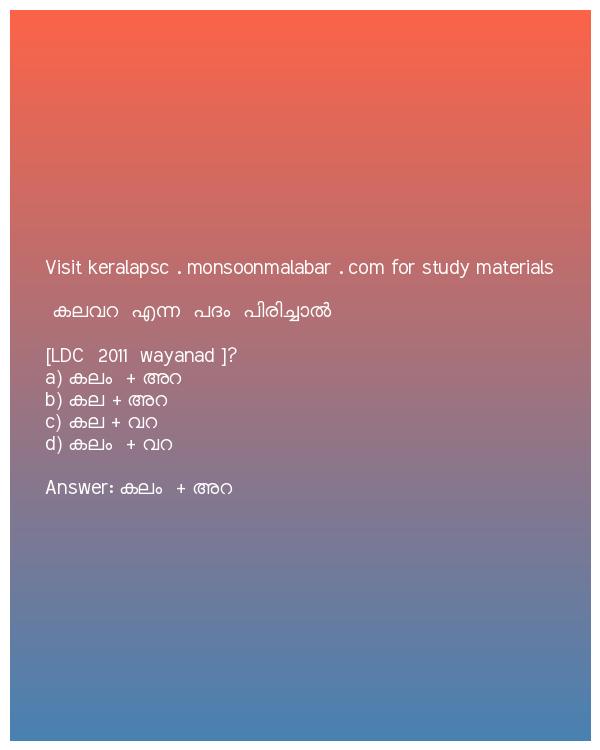 Visit keralapsc . monsoonmalabar . com for study materials
കലവറ എന്ന പദം പിരിച്ചാൽ
[LDC 2011 wayanad ]?
a) കലം + അറ
b) കല + അറ
c) കല + വറ
d) കലം + വറ
Answer: കലം + അറ